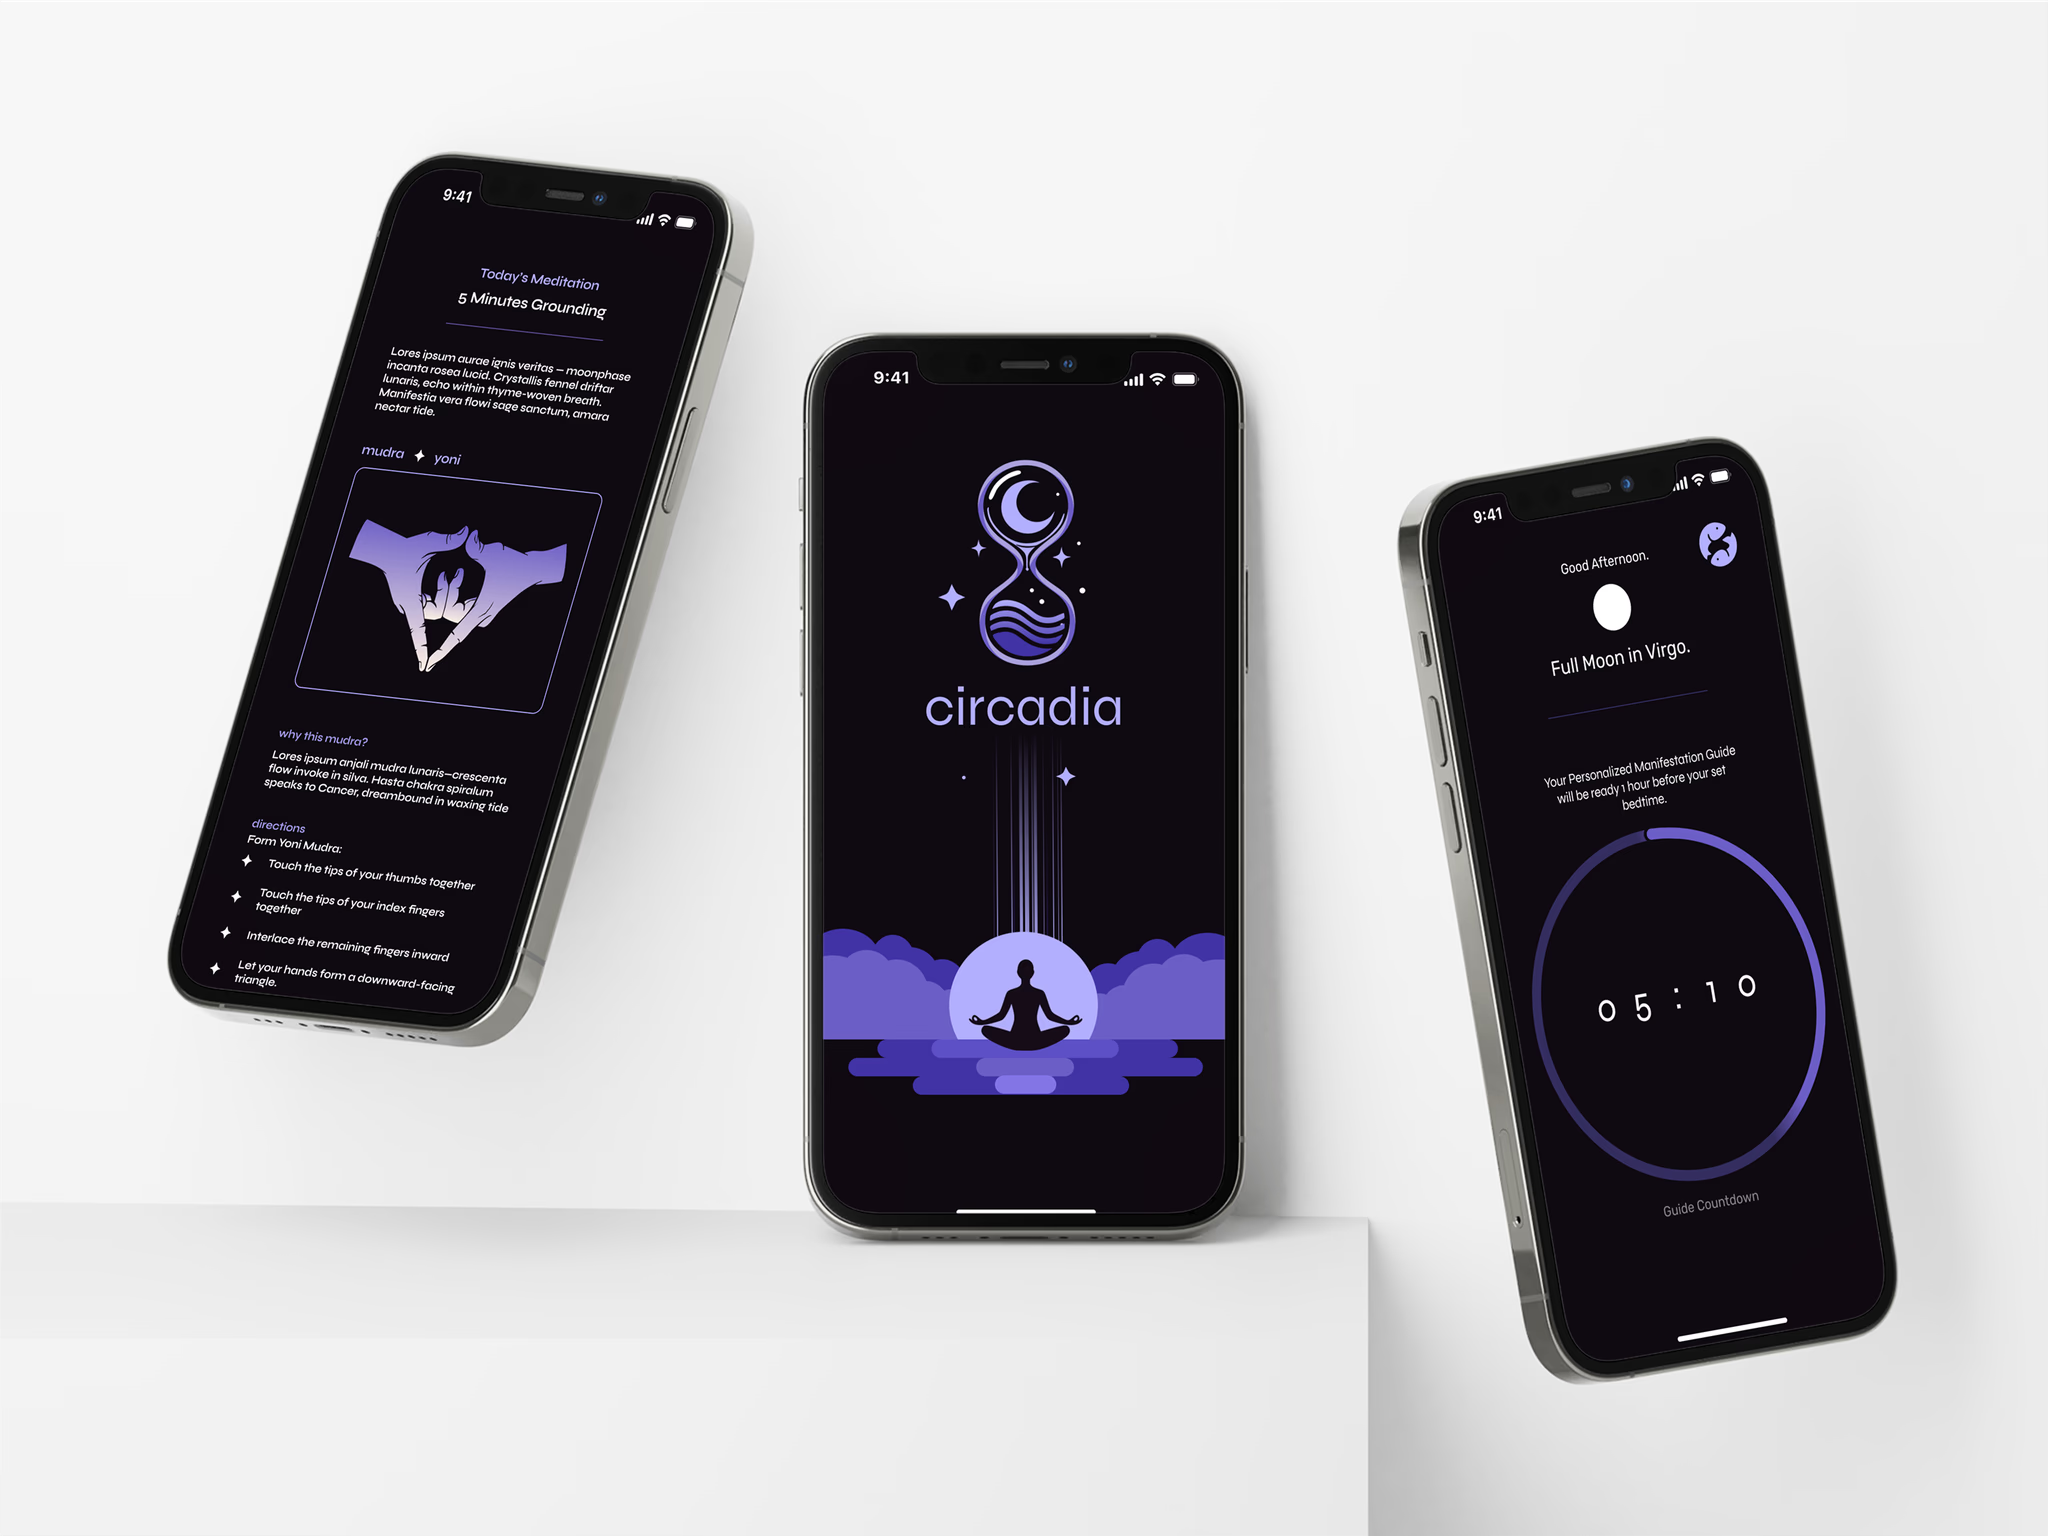 9:41
Today's Meditation
5 Minutes Grounding
Lores ipsum aurae ignis veritas – moonphase
incanta rosea lucid. Crystallis fennel driftar
lunaris, echo within thyme-woven breath.
Manifestia vera flowi sage sanctum, amara
nectar tide.
mudra ✦ yoni
why this mudra?
Lores ipsum anjali mudra lunaris—crescenta
flow invoke in silva. Hasta chakra spiralum
speaks to Cancer, dreambound in waxing tide
directions
Form Yoni Mudra:
✦ Touch the tips of your thumbs together
✦ Touch the tips of your index fingers
together
✦ Interlace the remaining fingers inward
✦ Let your hands form a downward-facing
triangle.
9:41
circadia
9:41
Good Afternoon.
Full Moon in Virgo.
Your Personalized Manifestation Guide
will be ready 1 hour before your set
bedtime.
05:10
Guide Countdown